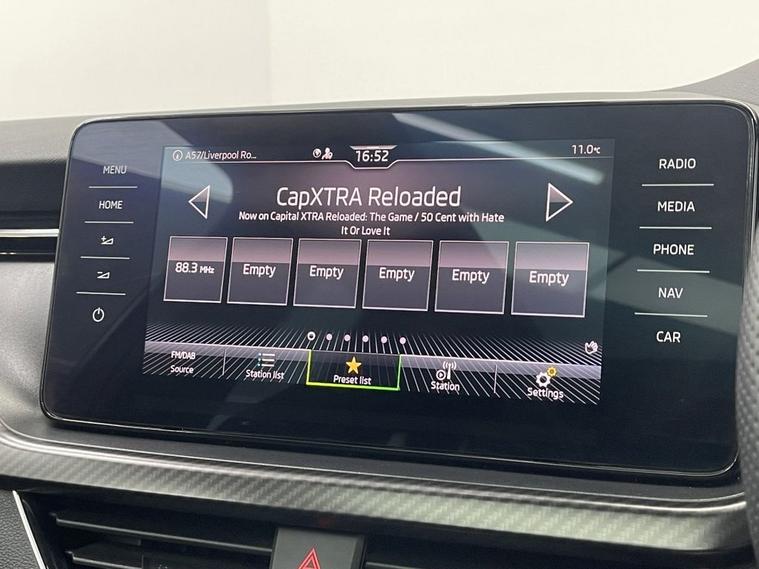 A57/Liverpool Ro...
16:52
11.0°C
MENU
HOME
RADIO
MEDIA
PHONE
NAV
CAR
CapXTRA Reloaded
Now on Capital XTRA Reloaded: The Game / 50 Cent with Hate
It Or Love It
88.3 MHz
Empty
Empty
Empty
Empty
Empty
FM/DAB
Source
Station list
Preset list
Station
Settings